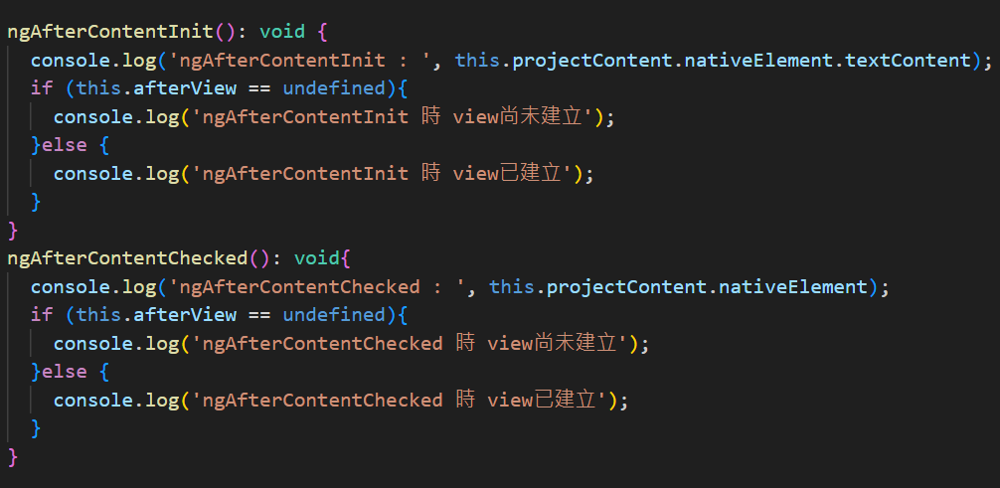 ngAfterContentInit(): void {
console.log('ngAfterContentInit : ', this.projectContent.nativeElement.textContent);
if (this.afterView == undefined){
console.log('ngAfterContentInit 時 view尚未建立');
}else {
console.log('ngAfterContentInit 時 view已建立');
}
}
ngAfterContentChecked(): void{
console.log('ngAfterContentChecked : ', this.projectContent.nativeElement);
if (this.afterView == undefined){
console.log('ngAfterContentChecked 時 view尚未建立');
}else {
console.log('ngAfterContentChecked 時 view已建立');
}
}